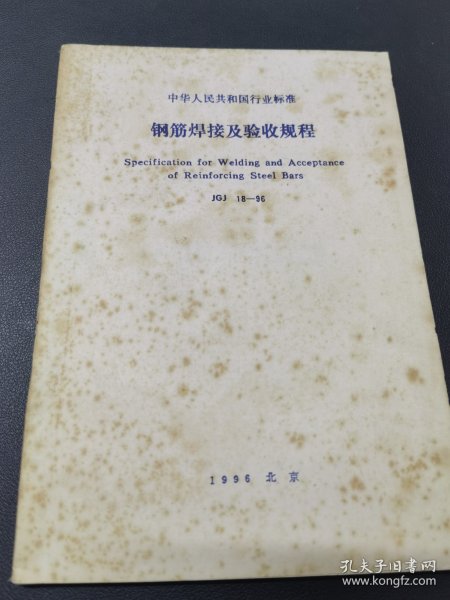 中华人民共和国行业标准
钢筋焊接及验收规程
Specification for Welding and Acceptance
of Reinforcing Steel Bars
JGJ 18—96
1996 北京
孔夫子旧书网
www.kongfz.com